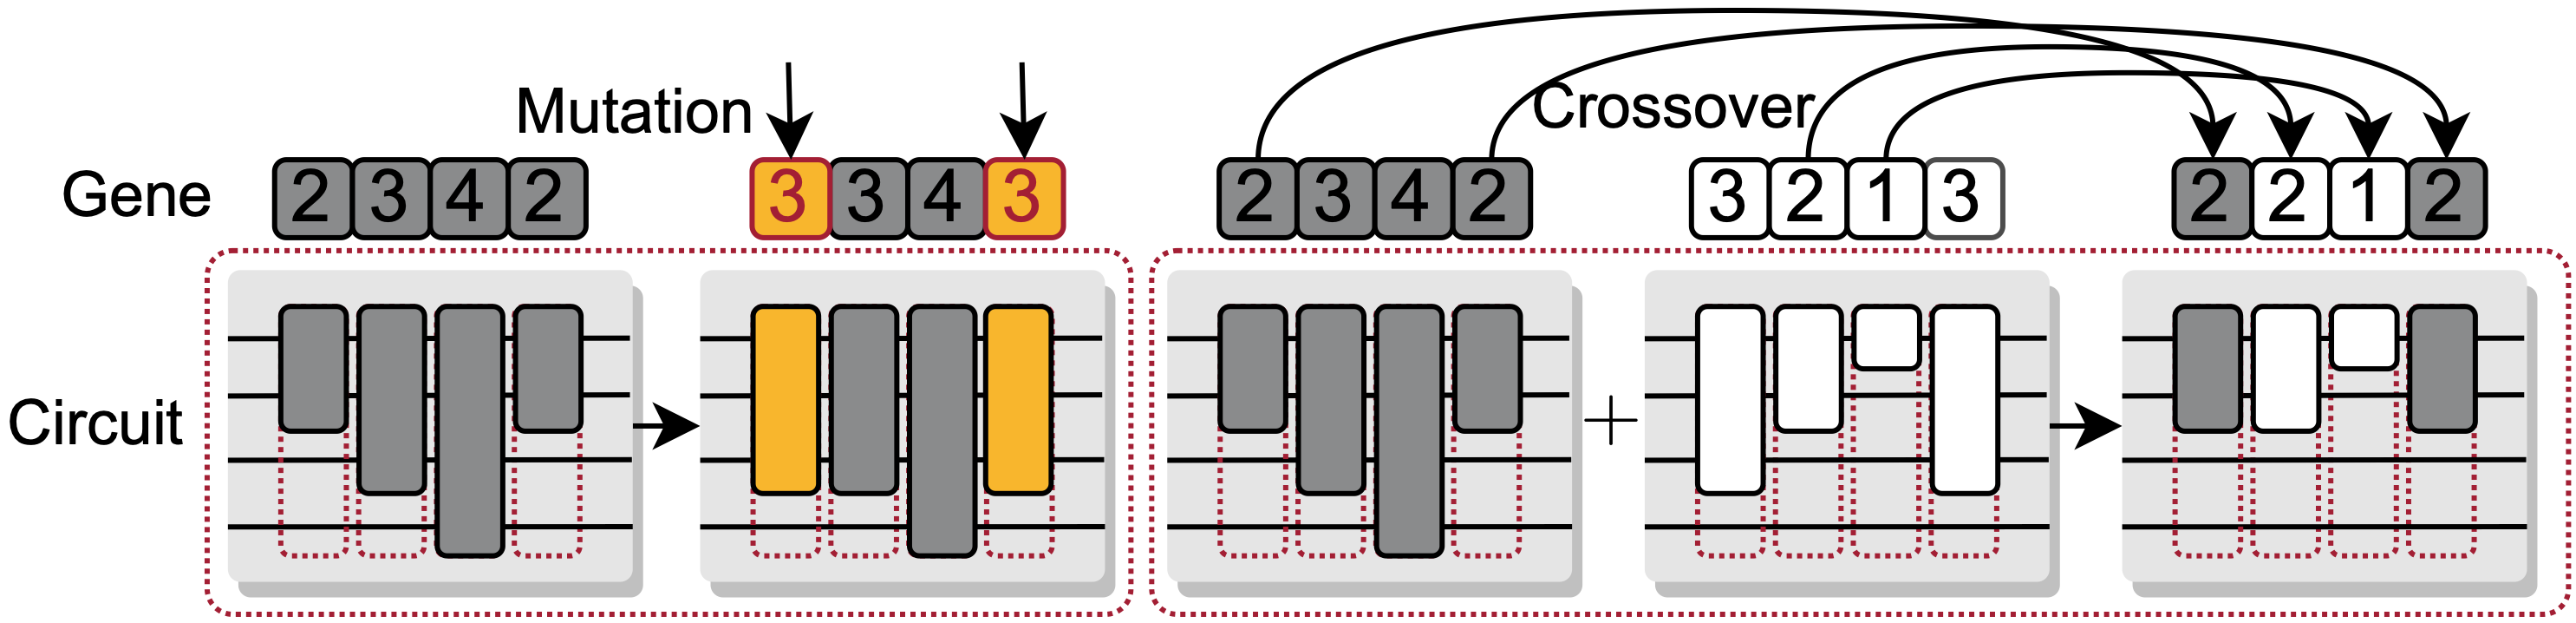 Mutation
Crossover
Gene 2 3 4 2 3 3 4 3 2 3 4 2 3 2 1 3 2 2 1 2
Circuit
+